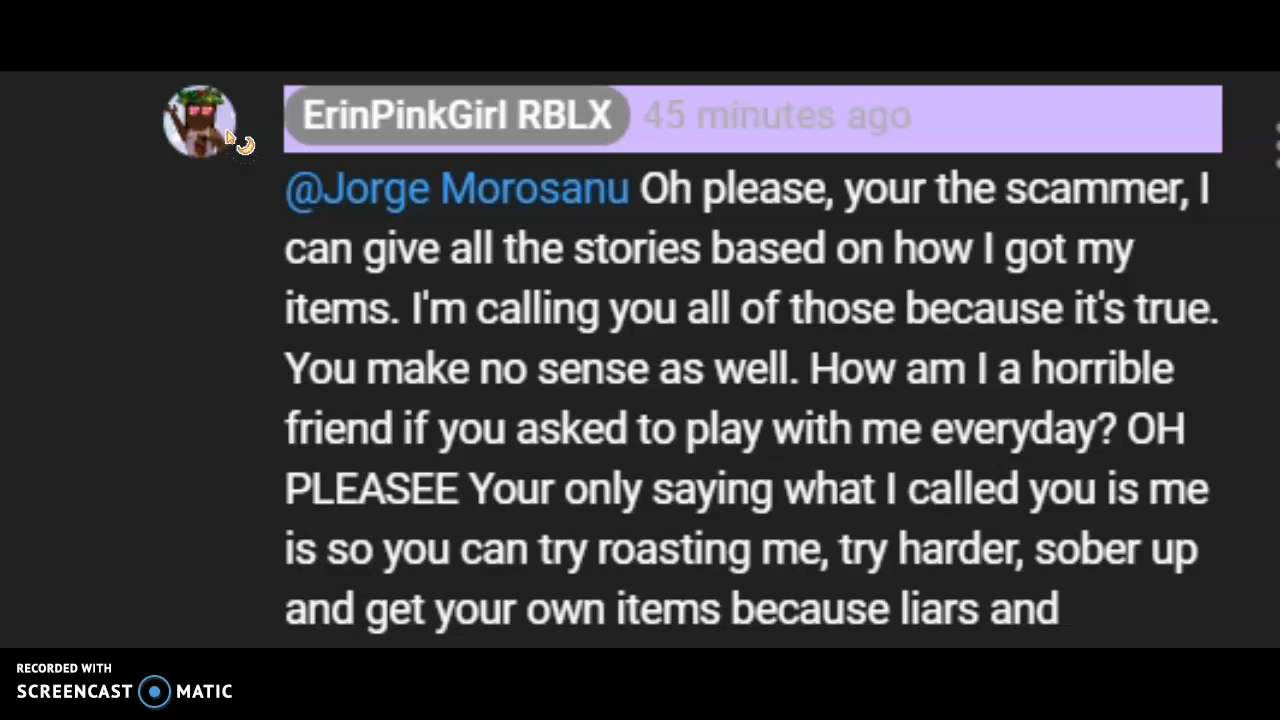 ErinPinkGirl RBLX 45 minutes ago
@Jorge Morosanu Oh please, your the scammer, I
can give all the stories based on how I got my
items. I'm calling you all of those because it's true.
You make no sense as well. How am I a horrible
friend if you asked to play with me everyday? OH
PLEASEE Your only saying what I called you is me
is so you can try roasting me, try harder, sober up
and get your own items because liars and
RECORDED WITH
SCREENCAST MATIC